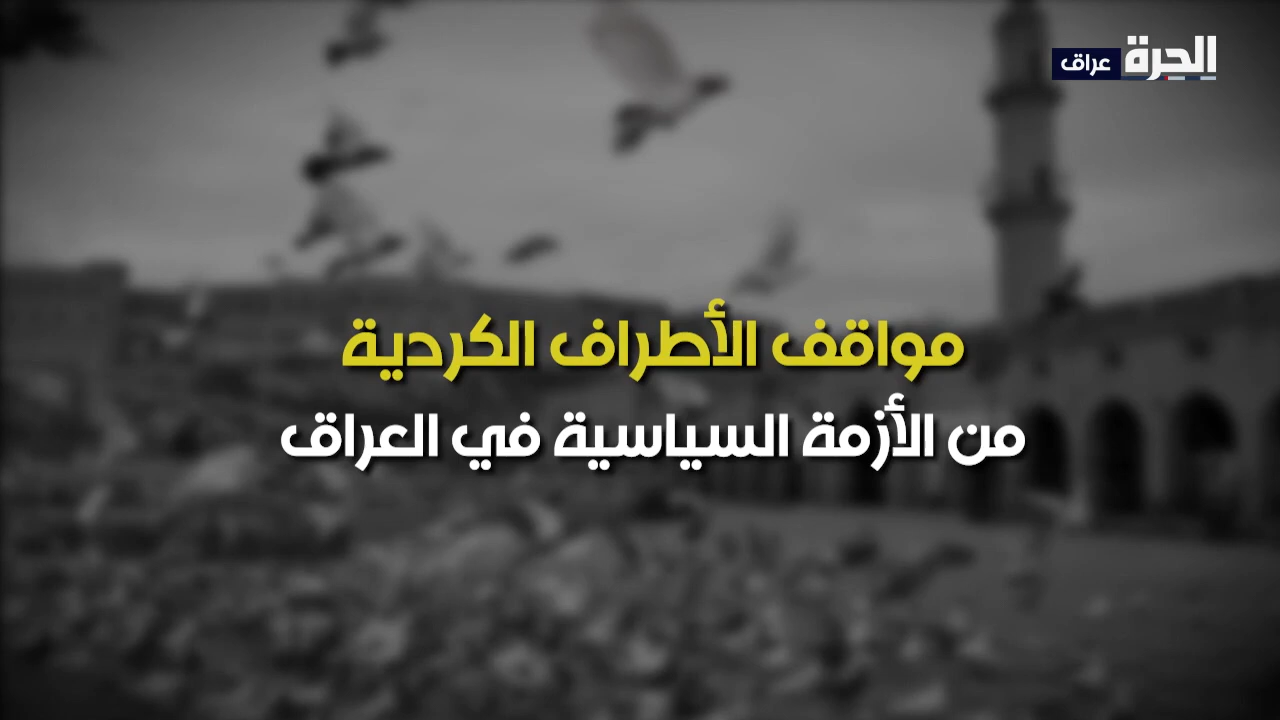 الحرة عراق
مواقف الأطراف الكردية
من الأزمة السياسية في العراق